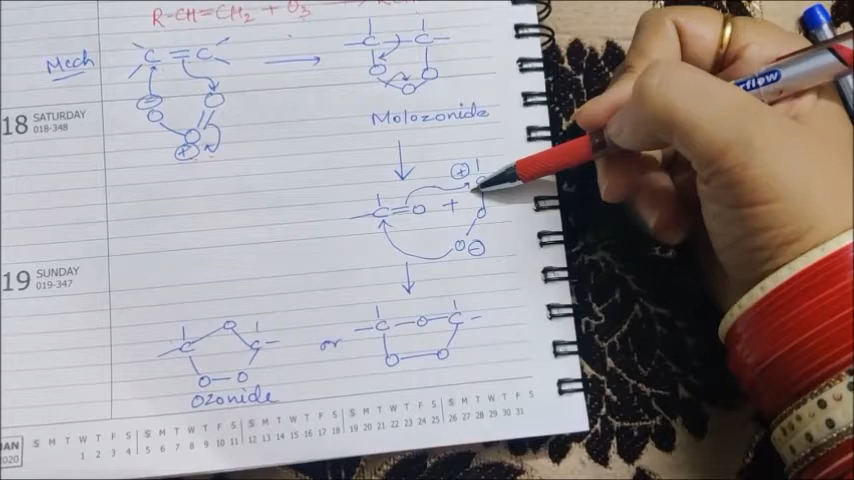 R-CH=CH2 + O3
Mech
C = C
C C
O O O
O O O
18 SATURDAY
018-348
Molozonide
C=O + C
O
O
19 SUNDAY
019-347
C O C
O-O
or
C-O-C
O-O
Ozonide
JAN
2020
S M T W T F S S M T W T F S S M T W T F S S M T W T F S S M T W T F S
1 2 3 4 5 6 7 8 9 10 11 12 13 14 15 16 17 18 19 20 21 22 23 24 25 26 27 28 29 30 31
flow